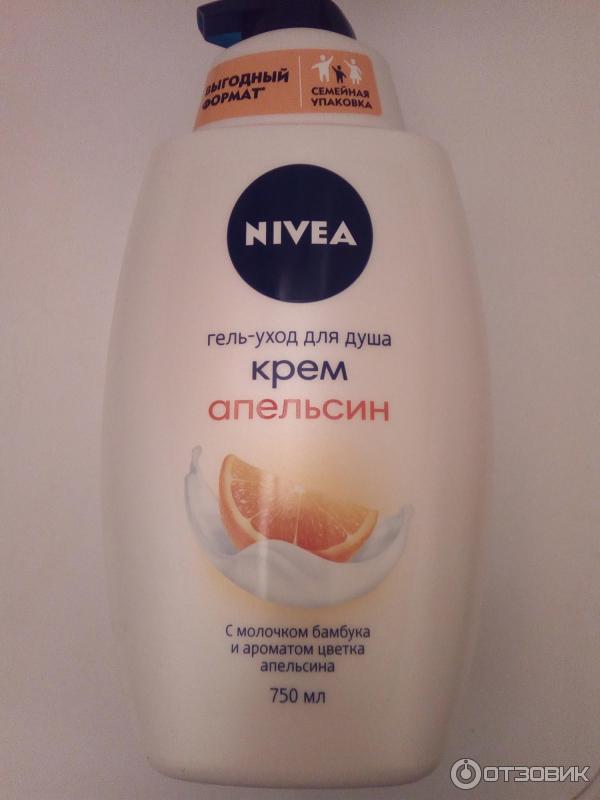 ВЫГОДНЫЙ
ФОРМАТ*
СЕМЕЙНАЯ
УПАКОВКА
NIVEA
гель-уход для душа
крем
апельсин
С молочком бамбука
и ароматом цветка
апельсина
750 мл
ОТЗОВИК